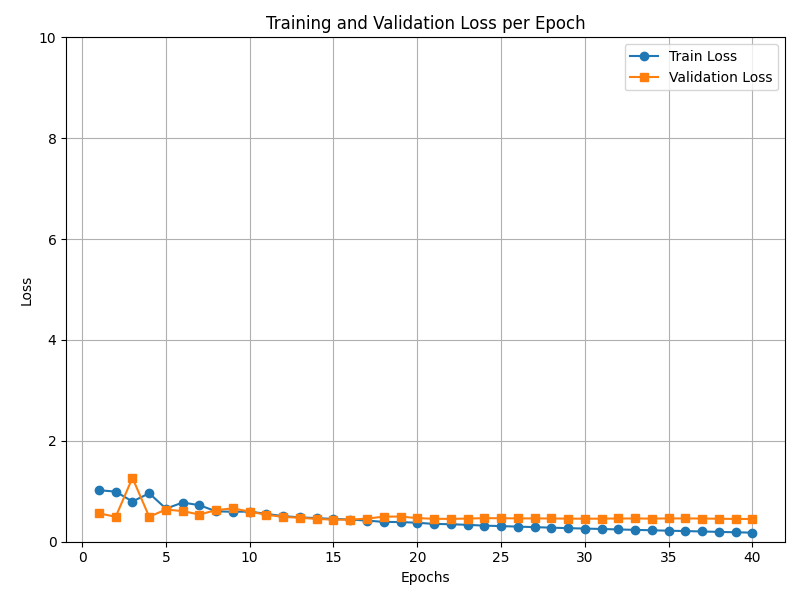 Training and Validation Loss per Epoch
Train Loss
Validation Loss
Loss
10
8
6
4
2
0
0 5 10 15 20 25 30 35 40
Epochs